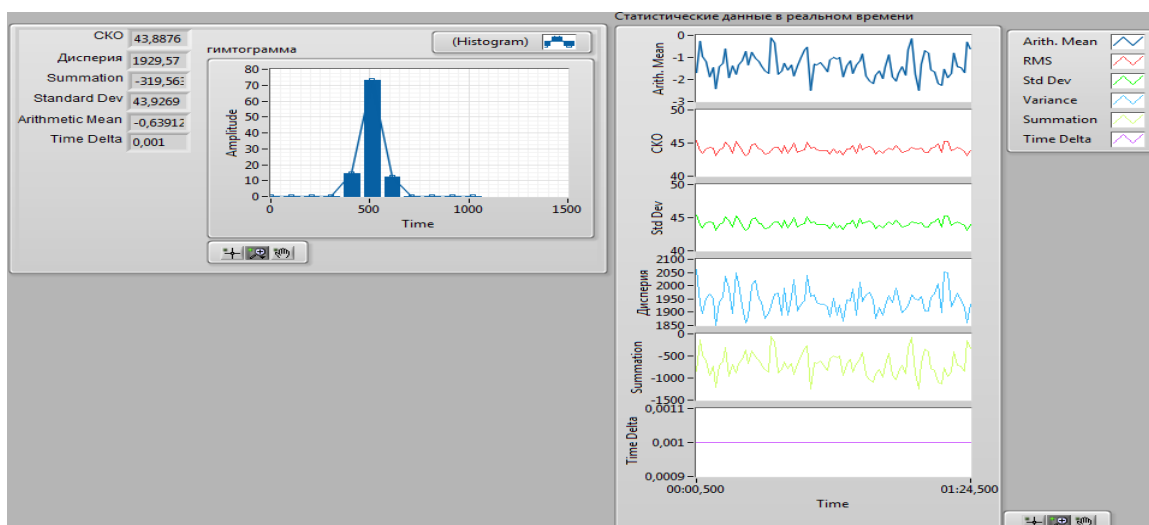 СКО 43,8876
Дисперия 1929,57
Summation -319,56
Standard Dev 43,9269
Arithmetic Mean -0,63912
Time Delta 0,001
гимтограмма
(Histogram)
80
70
60
50
40
30
20
10
0
Amplitude
0 500 1000 1500
Time
Статистические данные в реальном времени
Arith. Mean
0
-1
-2
-3
СКО
50
45
40
Std Dev
50
45
40
Дисперия
2100
2050
2000
1950
1900
1850
Summation
0
-500
-1000
-1500
Time Delta
0,0011
0,001
0,0009
00:00,500 01:24,500
Time
Arith. Mean
RMS
Std Dev
Variance
Summation
Time Delta